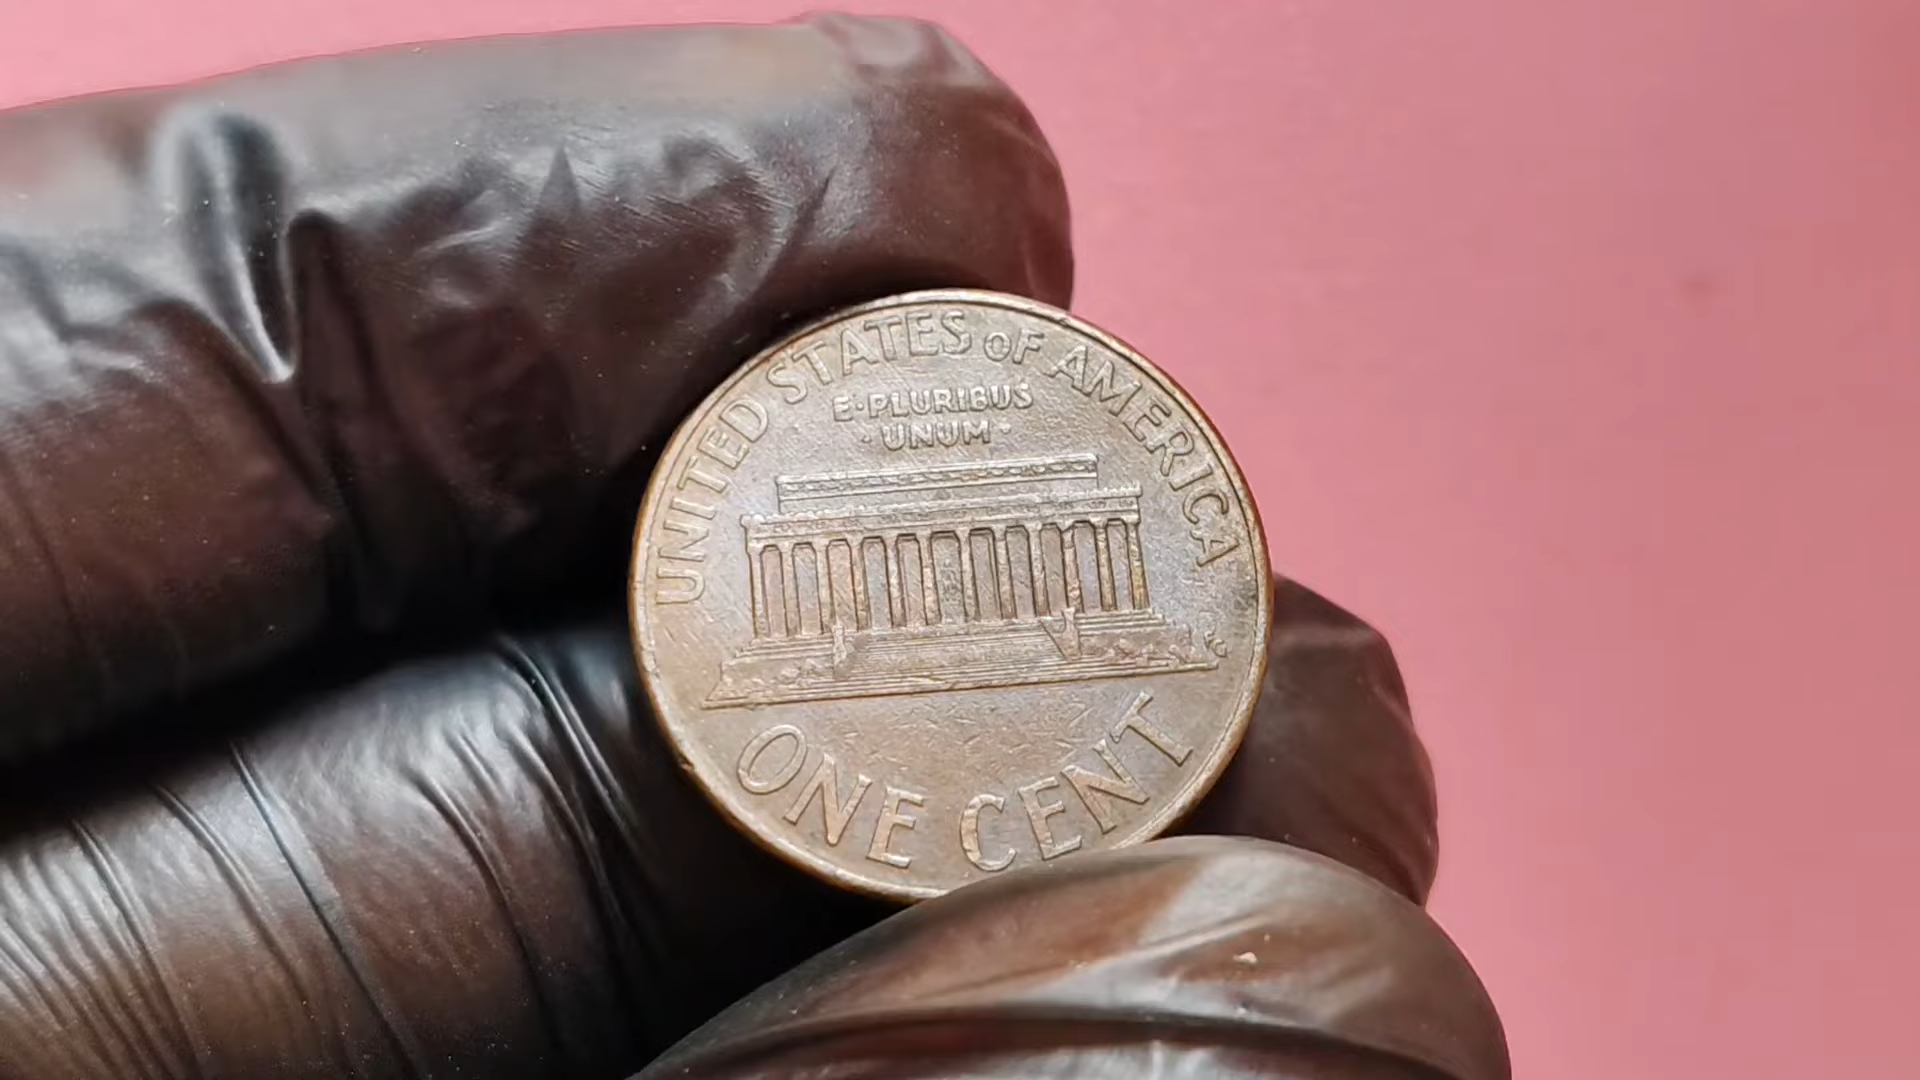 UNITED STATES OF AMERICA
E·PLURIBUS
·UNUM·
ONE CENT